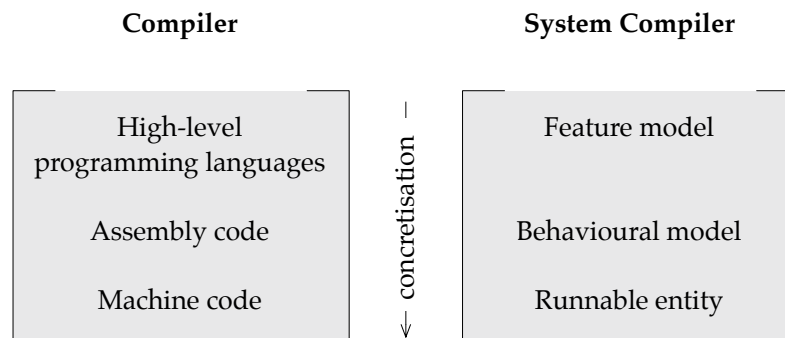 Compiler
System Compiler
High-level
programming languages
Feature model
concretisation
Assembly code
Behavioural model
Machine code
Runnable entity